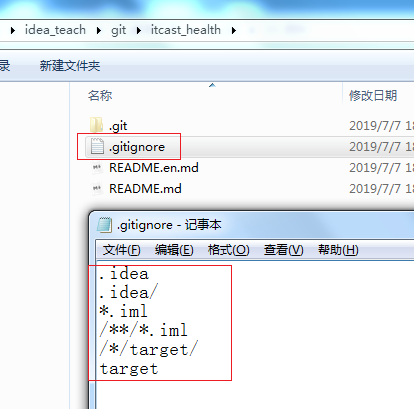 idea_teach ▸ git ▸ itcast_health ▸
录 新建文件夹
名称 修改日期
.git 2019/7/7 18
.gitignore 2019/7/7 18
README.en.md 2019/7/7 18
README.md 2019/7/7 18
.gitignore - 记事本
文件(F) 编辑(E) 格式(O) 查看(V) 帮助(H)
.idea
.idea/
*.iml
/**/*.iml
/*/target/
target